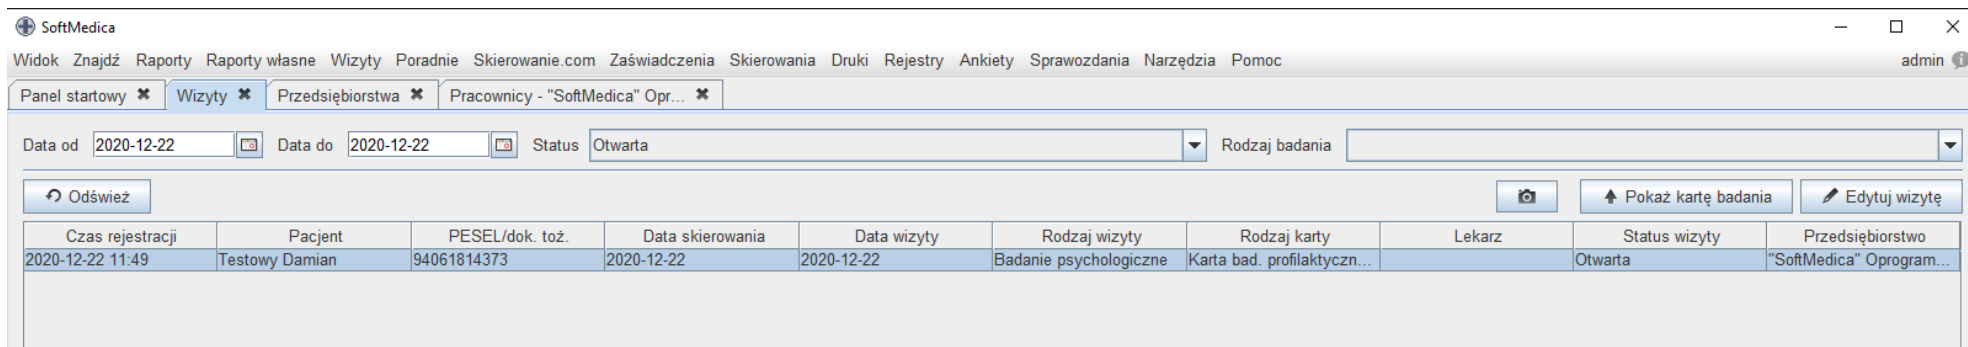 SoftMedica
Widok Znajdź Raporty Raporty własne Wizyty Poradnie Skierowanie.com Zaświadczenia Skierowania Druki Rejestry Ankiety Sprawozdania Narzędzia Pomoc admin
Panel startowy Wizyty Przedsiębiorstwa Pracownicy - "SoftMedica" Opr...
Data od 2020-12-22 Data do 2020-12-22 Status Otwarta Rodzaj badania
Odśwież Pokaż kartę badania Edytuj wizytę
Czas rejestracji Pacjent PESEL/dok. toż. Data skierowania Data wizyty Rodzaj wizyty Rodzaj karty Lekarz Status wizyty Przedsiębiorstwo
2020-12-22 11:49 Testowy Damian 94061814373 2020-12-22 2020-12-22 Badanie psychologiczne Karta bad. profilaktyczn... Otwarta "SoftMedica" Oprogram...